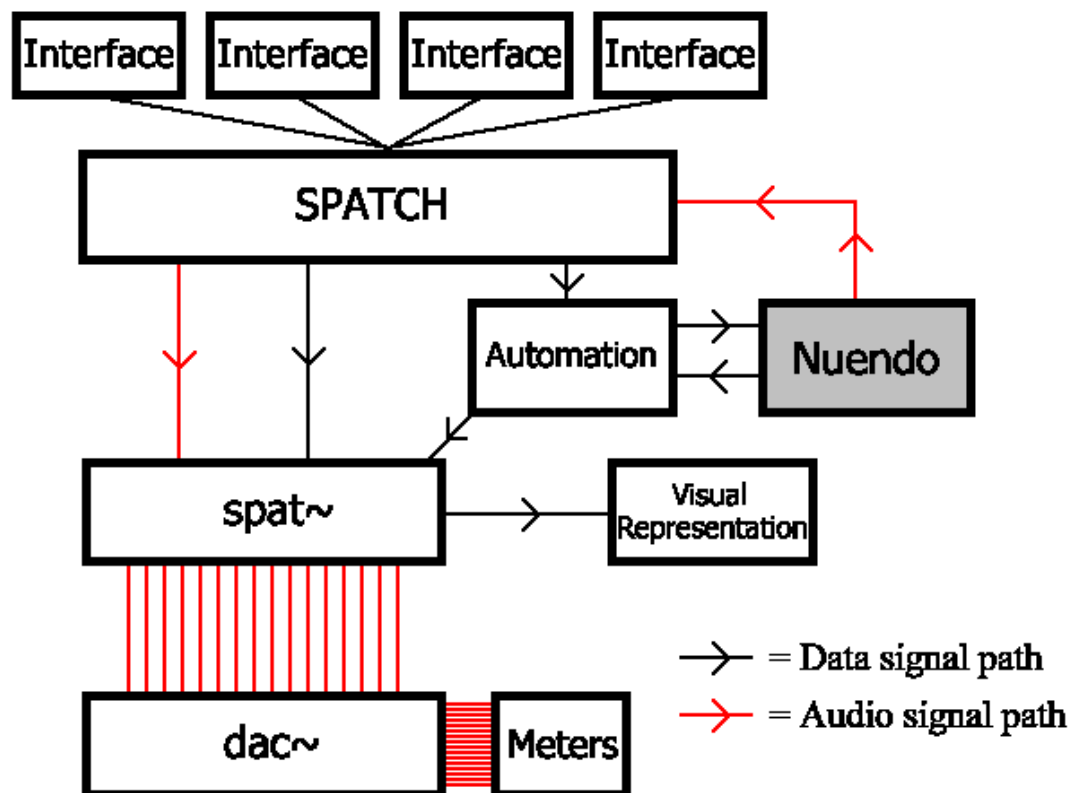 Interface
Interface
Interface
Interface
SPATCH
Automation
Nuendo
spat~
Visual
Representation
= Data signal path
= Audio signal path
dac~
Meters